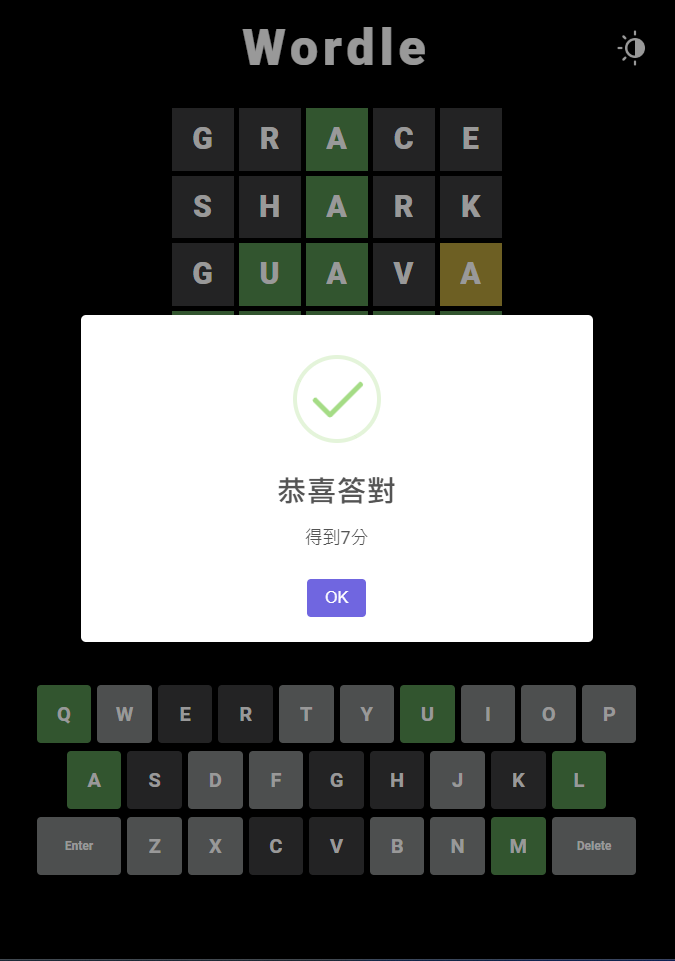 Wordle
G R A C E
S H A R K
G U A V A
恭喜答對
得到7分
OK
Q W E R T Y U I O P
A S D F G H J K L
Enter Z X C V B N M Delete